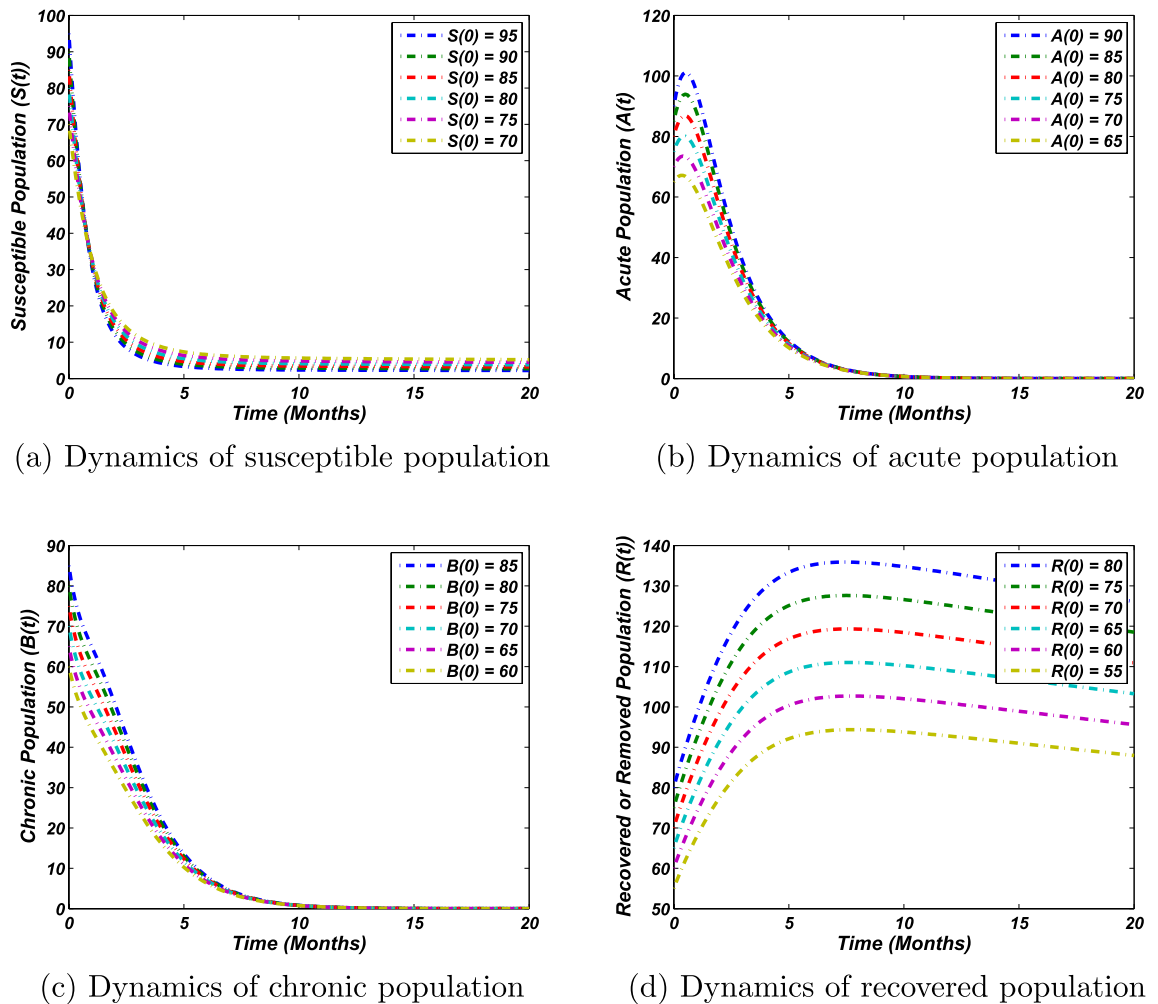 100
90
80
70
60
50
40
30
20
10
0
Susceptible Population (S(t))
S(0) = 95
S(0) = 90
S(0) = 85
S(0) = 80
S(0) = 75
S(0) = 70
0 5 10 15 20
Time (Months)
(a) Dynamics of susceptible population
120
100
80
60
40
20
0
Acute Population (A(t)
A(0) = 90
A(0) = 85
A(0) = 80
A(0) = 75
A(0) = 70
A(0) = 65
0 5 10 15 20
Time (Months)
(b) Dynamics of acute population
90
80
70
60
50
40
30
20
10
0
Chronic Population (B(t))
B(0) = 85
B(0) = 80
B(0) = 75
B(0) = 70
B(0) = 65
B(0) = 60
0 5 10 15 20
Time (Months)
(c) Dynamics of chronic population
140
130
120
110
100
90
80
70
60
50
Recovered or Removed Population (R(t))
R(0) = 80
R(0) = 75
R(0) = 70
R(0) = 65
R(0) = 60
R(0) = 55
0 5 10 15 20
Time (Months)
(d) Dynamics of recovered population